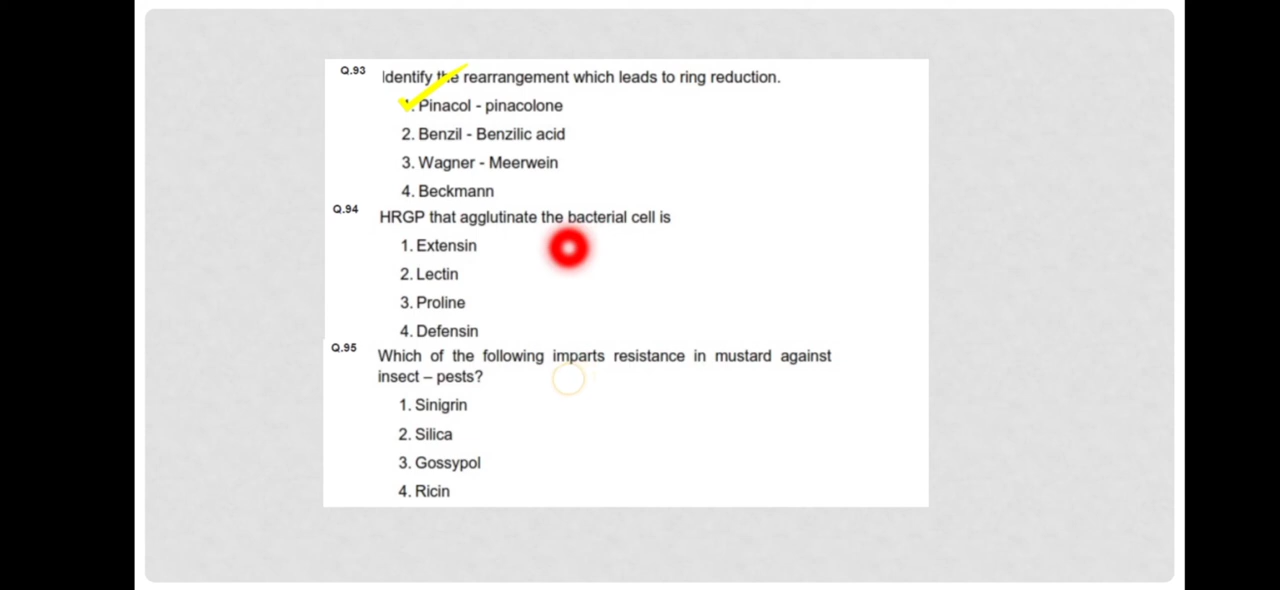 Q.93 Identify the rearrangement which leads to ring reduction.
1. Pinacol - pinacolone
2. Benzil - Benzilic acid
3. Wagner - Meerwein
4. Beckmann
Q.94 HRGP that agglutinate the bacterial cell is
1. Extensin
2. Lectin
3. Proline
4. Defensin
Q.95 Which of the following imparts resistance in mustard against
insect – pests?
1. Sinigrin
2. Silica
3. Gossypol
4. Ricin